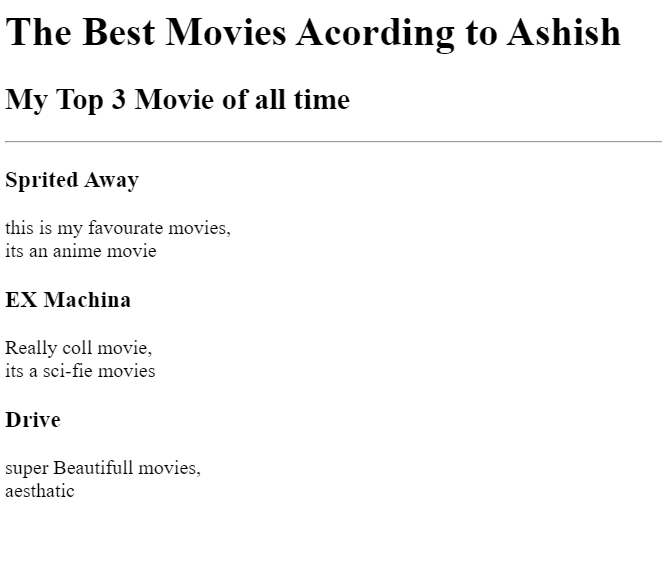 The Best Movies Acording to Ashish
My Top 3 Movie of all time
Sprited Away
this is my favourate movies,
its an anime movie
EX Machina
Really coll movie,
its a sci-fie movies
Drive
super Beautifull movies,
aesthatic